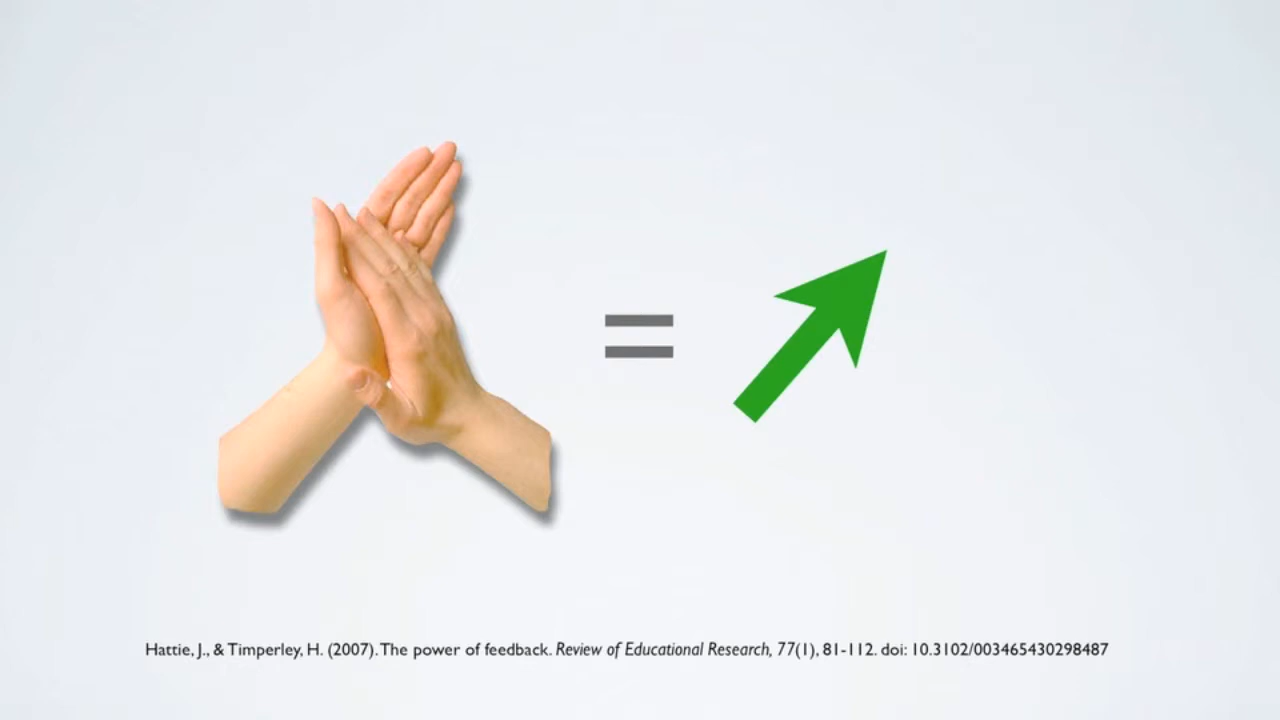 Hattie, J., & Timperley, H. (2007). The power of feedback. Review of Educational Research, 77(1), 81-112. doi: 10.3102/003465430298487